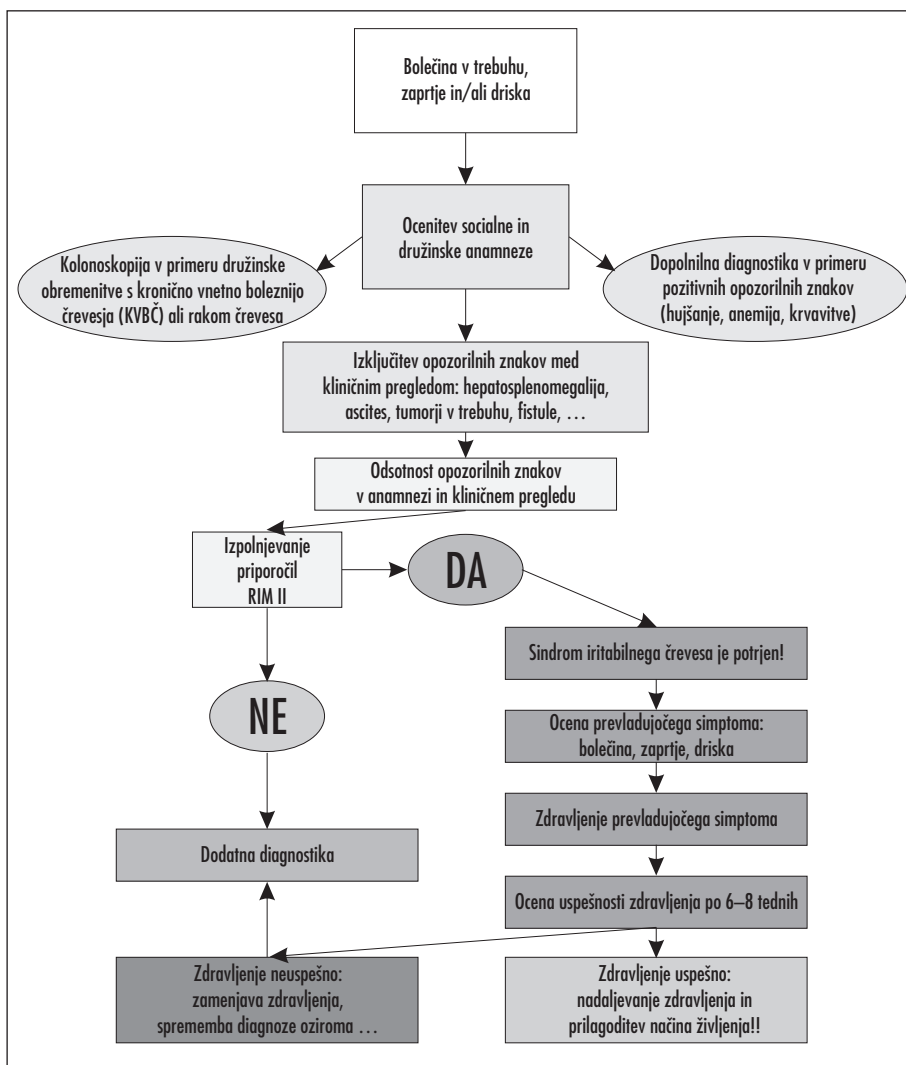 Bolečina v trebuhu,
zaprtje in/ali driska
Ocenitev socialne in
družinske anamneze
Kolonoskopija v primeru družinske
obremenitve s kronično vnetno boleznijo
črevesja (KVBČ) ali rakom črevesa
Dopolnilna diagnostika v primeru
pozitivnih opozorilnih znakov
(hujšanje, anemija, krvavitve)
Izključitev opozorilnih znakov med
kliničnim pregledom: hepatosplenomegalija,
ascites, tumorji v trebuhu, fistule, …
Odsotnost opozorilnih znakov
v anamnezi in kliničnem pregledu
Izpolnjevanje
priporočil
RIM II
DA
Sindrom iritabilnega črevesa je potrjen!
NE
Ocena prevladujočega simptoma:
bolečina, zaprtje, driska
Zdravljenje prevladujočega simptoma
Dodatna diagnostika
Ocena uspešnosti zdravljenja po 6–8 tednih
Zdravljenje neuspešno:
zamenjava zdravljenja,
sprememba diagnoze oziroma …
Zdravljenje uspešno:
nadaljevanje zdravljenja in
prilagoditev načina življenja!!